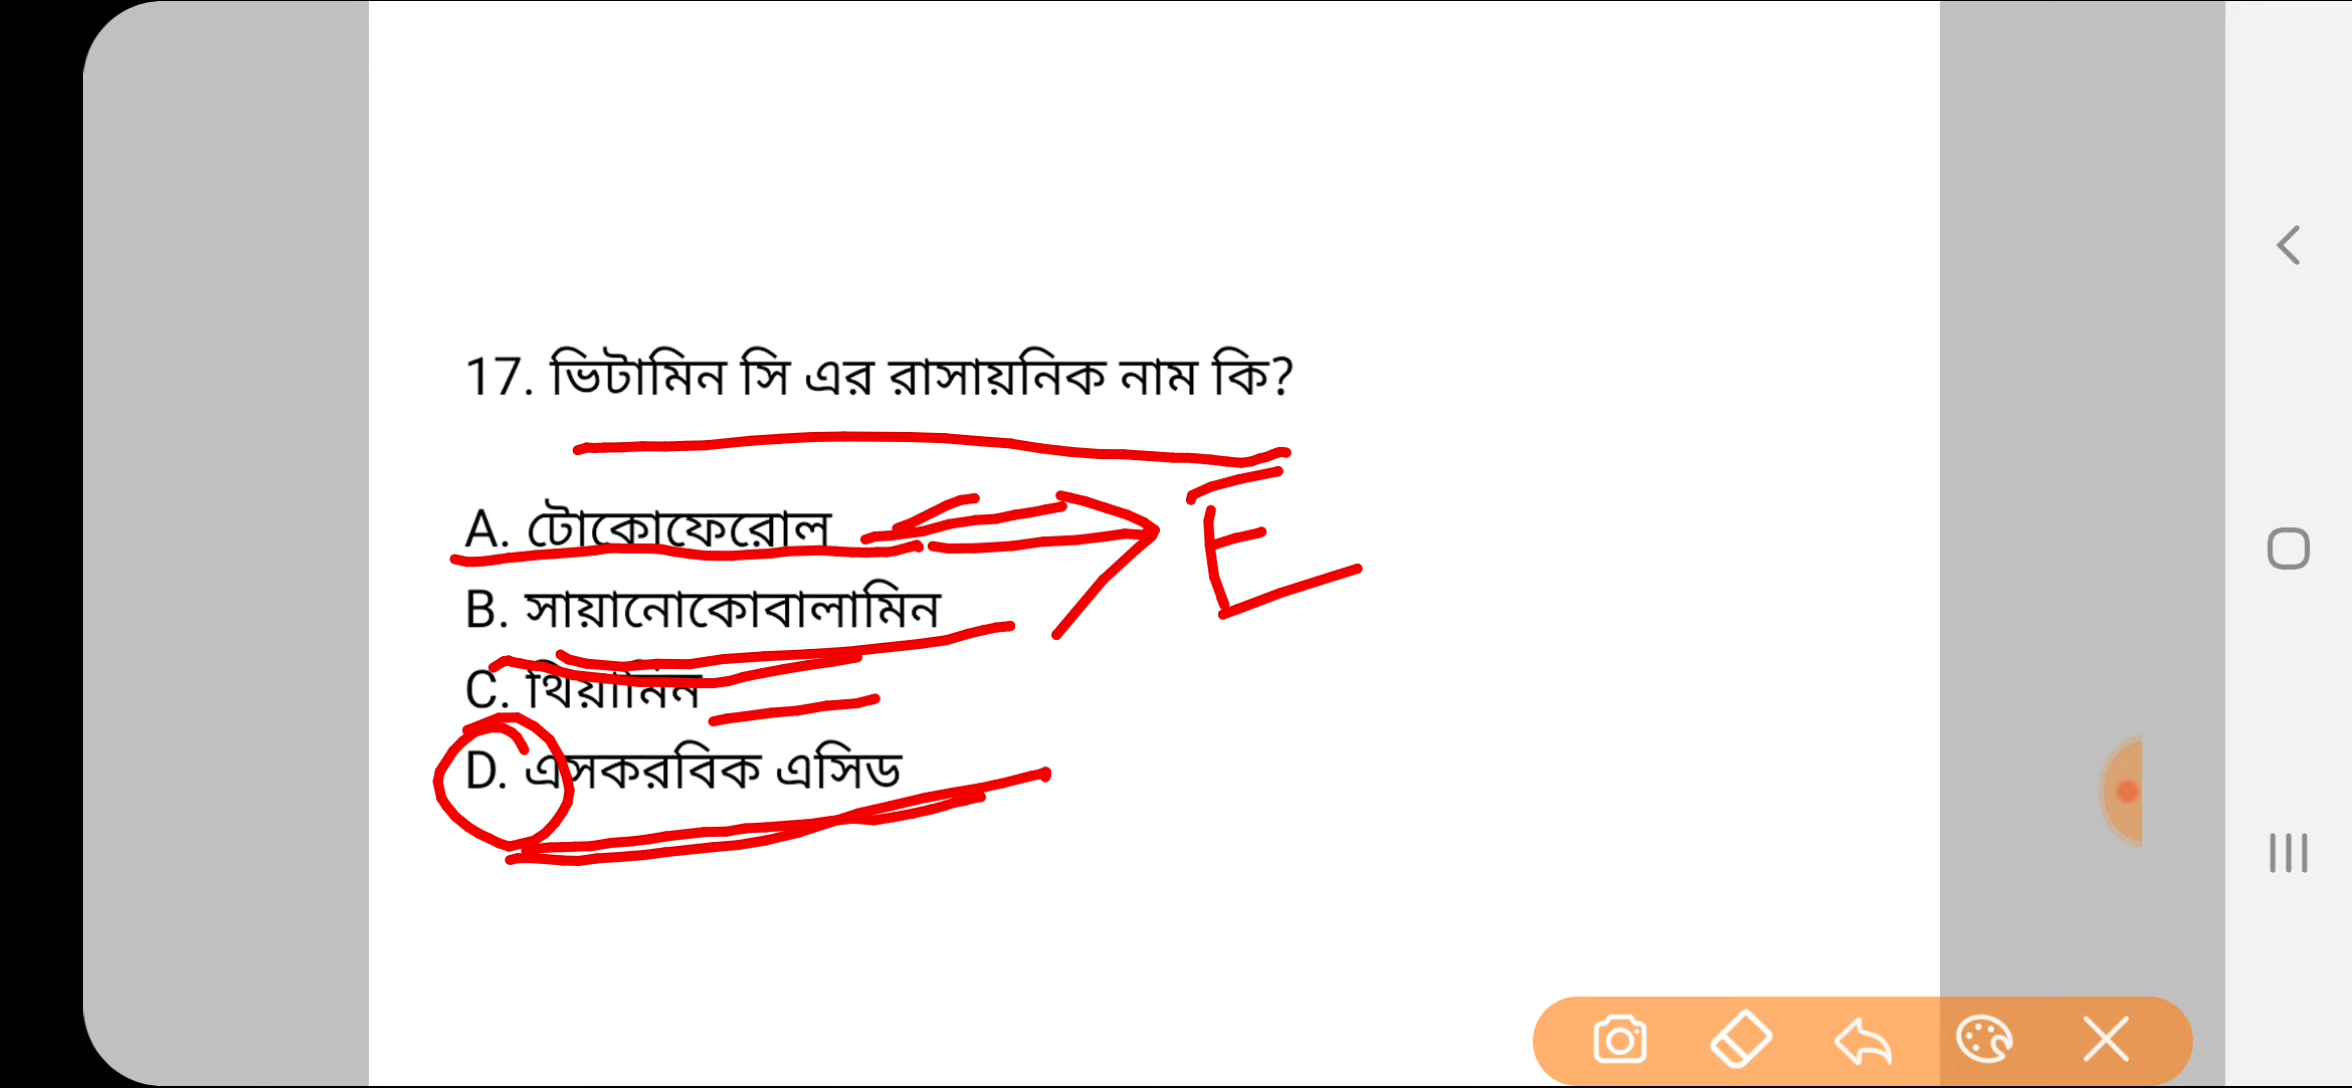 17. ভিটামিন সি এর রাসায়নিক নাম কি?
A. টোকোফেরোল
E
B. সায়ানোকোবালামিন
C. থিয়ামিন
D. এসকরবিক এসিড